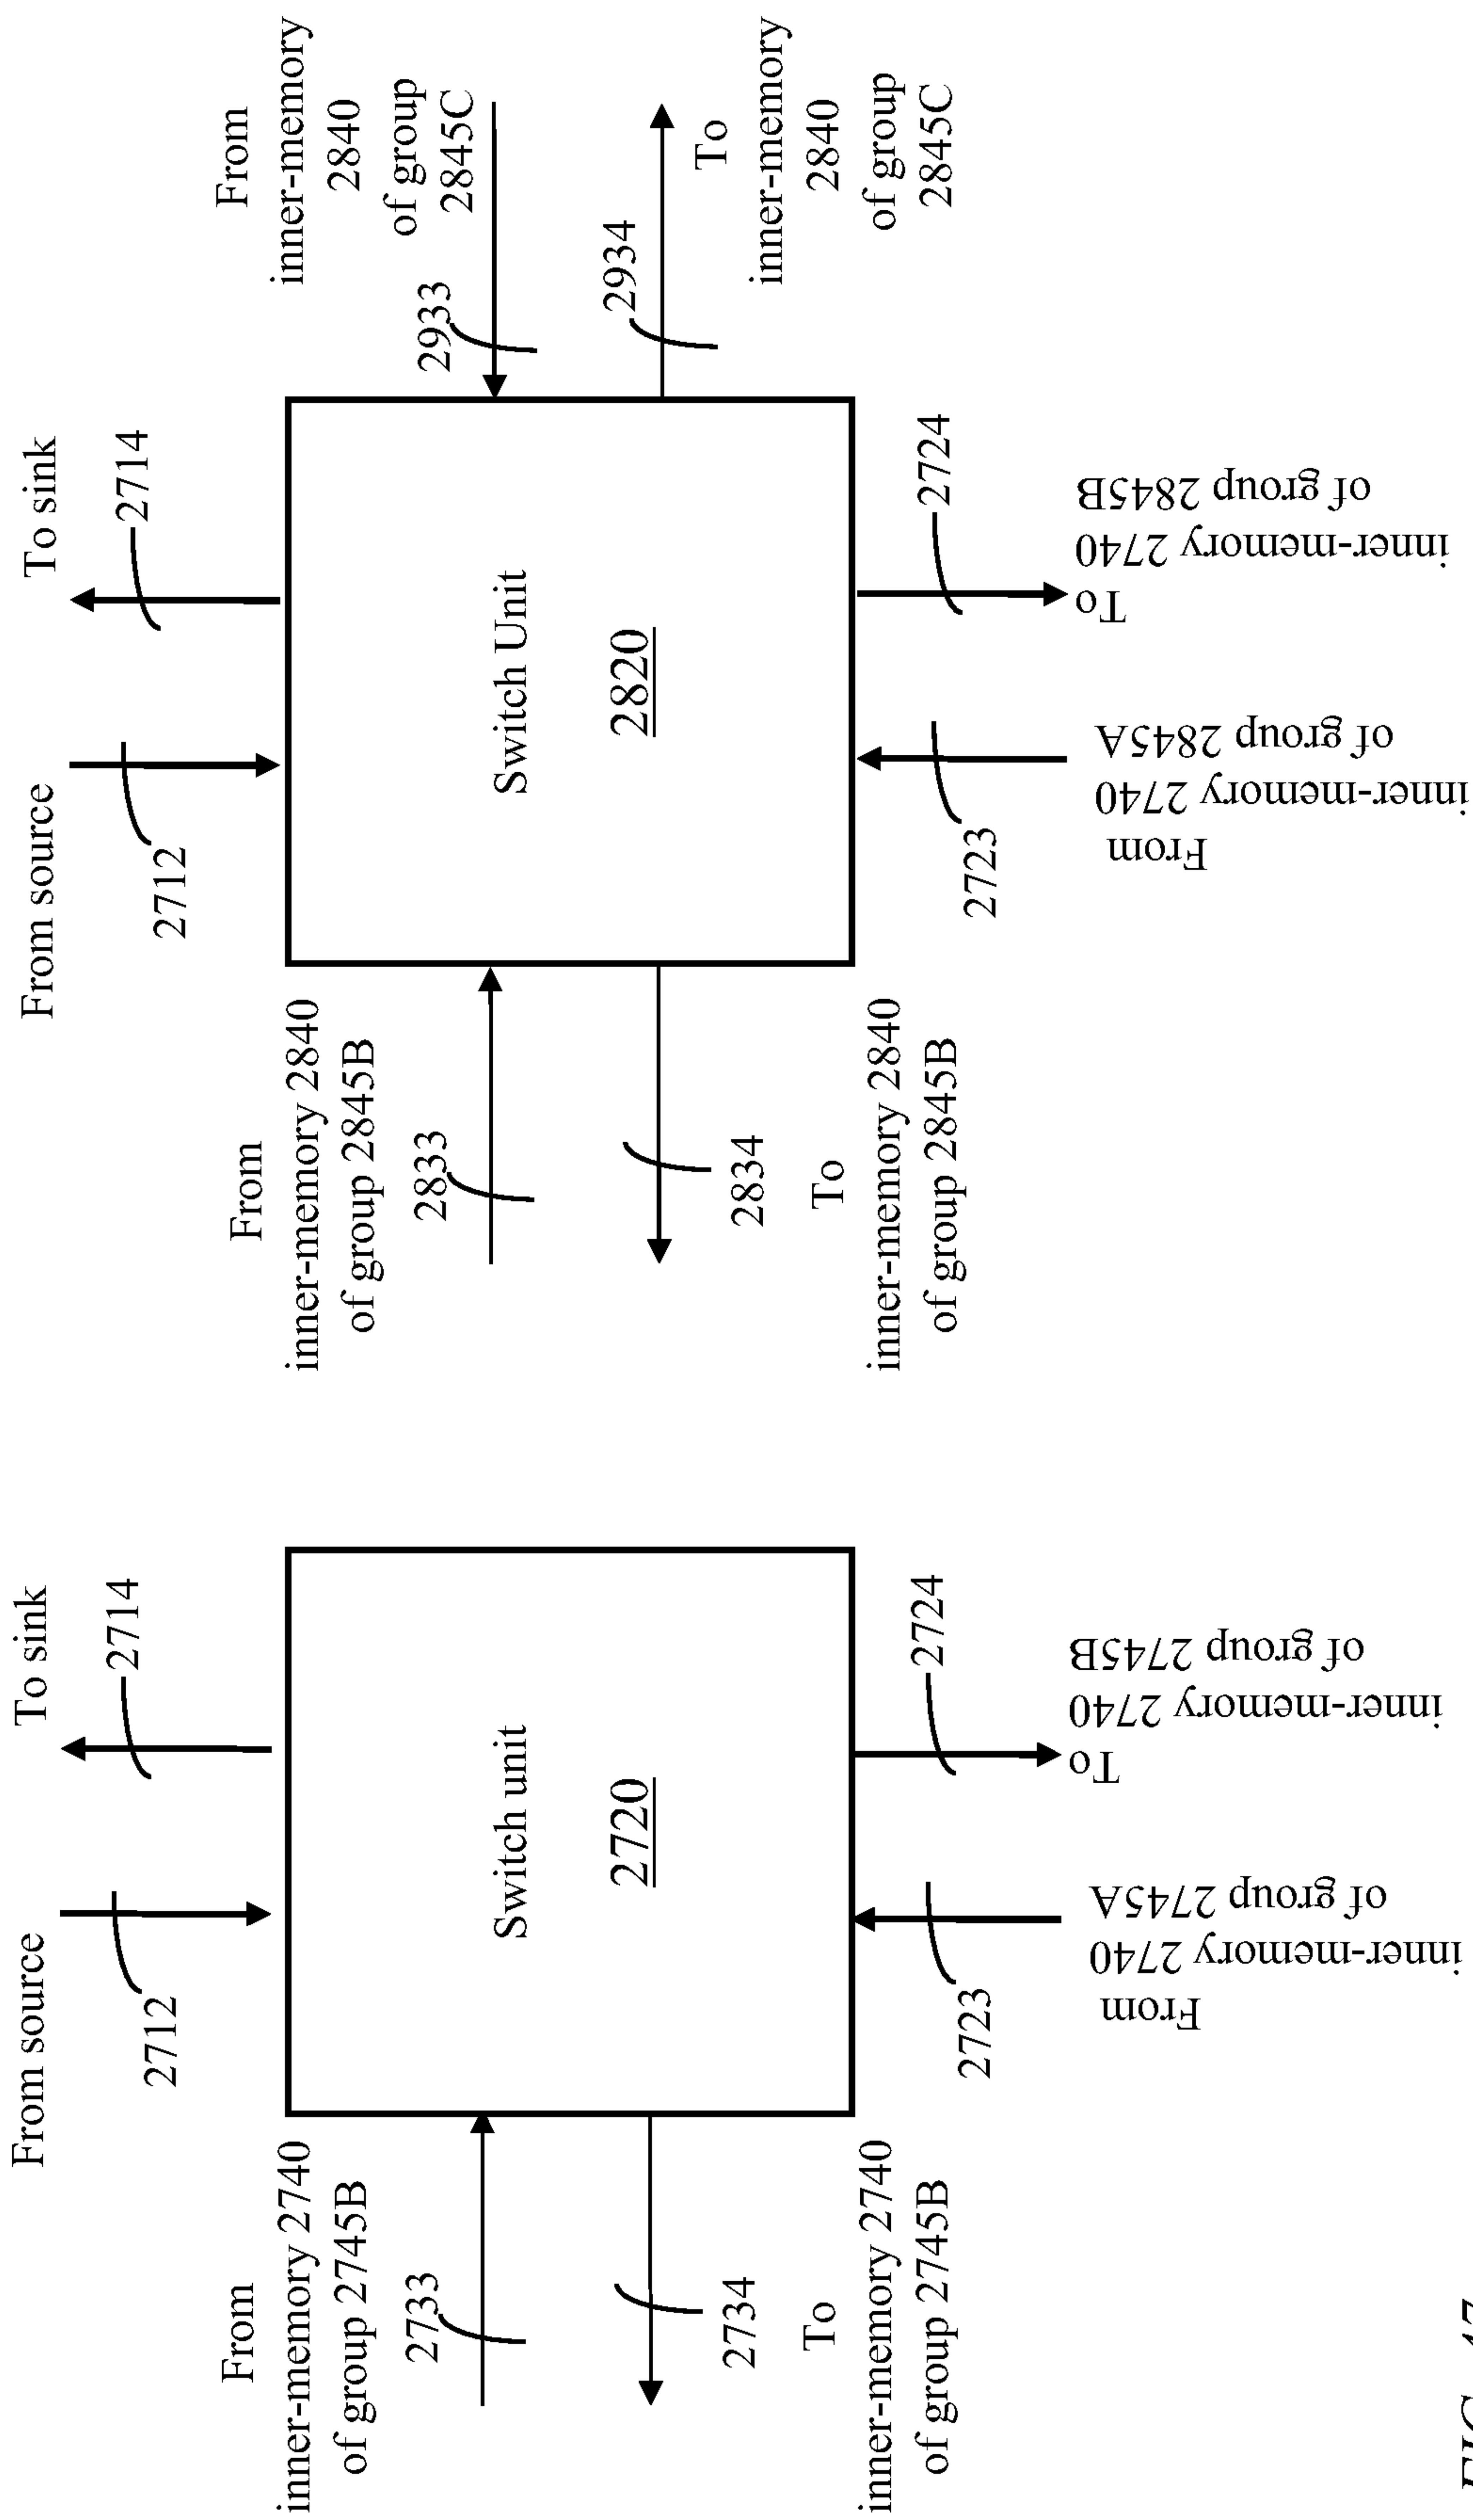 From source
To sink
2712
2714
From
inner-memory 2740
of group 2745B
2733
Switch unit
2720
2734
To
inner-memory 2740
of group 2745B
2723
2724
From
inner-memory 2740
of group 2745A
To
inner-memory 2740
of group 2745B
From source
To sink
2712
2714
From
inner-memory 2840
of group 2845B
2833
Switch Unit
2820
2834
To
inner-memory 2840
of group 2845B
From
inner-memory
2840
of group
2845C
2933
2934
To
inner-memory
2840
of group
2845C
2723
2724
From
inner-memory 2740
of group 2845A
To
inner-memory 2740
of group 2845B
FIG.